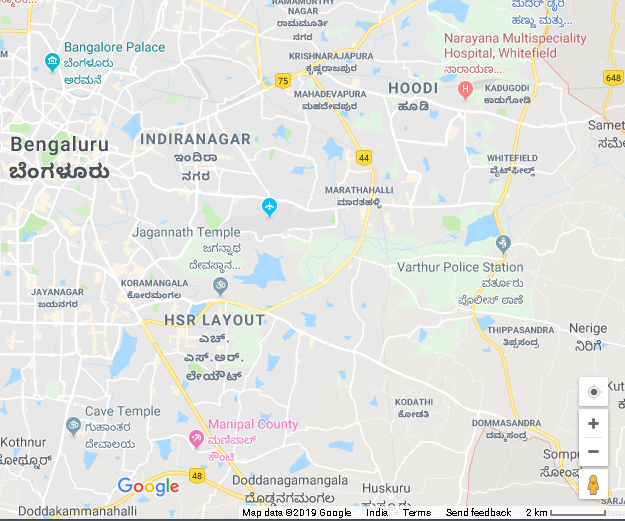 RAMAMURTHY
NAGAR
ರಾಮಮೂರ್ತಿ
ನಗರ
Bangalore Palace
ಬೆಂಗಳೂರು
ಅರಮನೆ
KRISHNARAJAPURA
ಕೃಷ್ಣರಾಜಪುರ
ಹಣ್ಣು ಮತ್ತು...
Narayana Multispeciality
Hospital, Whitefield
ನಾರಾಯಣ...
75
648
MAHADEVAPURA
ಮಹದೇವಪುರ
HOODI
ಹೂಡಿ
H
KADUGODI
ಕಾಡುಗೋಡಿ
Bengaluru
ಬೆಂಗಳೂರು
INDIRANAGAR
ಇಂದಿರಾ
ನಗರ
44
WHITEFIELD
ವೈಟ್‌ಫೀಲ್ಡ್
MARATHAHALLI
ಮಾರತಹಳ್ಳಿ
Jagannath Temple
ಜಗನ್ನಾಥ
ದೇವಸ್ಥಾನ...
Varthur Police Station
ವರ್ತೂರು
ಪೊಲೀಸ್ ಠಾಣೆ
JAYANAGAR
ಜಯನಗರ
KORAMANGALA
ಕೋರಮಂಗಲ
HSR LAYOUT
ಎಚ್.
ಎಸ್.ಆರ್.
ಲೇಯೌಟ್
THIPPASANDRA
ತಿಪ್ಪಸಂದ್ರ
Nerige
ನಿರಿಗೆ
KODATHI
ಕೋಡತಿ
Cave Temple
ಗುಹಾಂತರ
ದೇವಾಲಯ
Manipal County
ಮಣಿಪಾಲ್
ಕೌಂಟಿ
DOMMASANDRA
ದಮ್ಮಸಂದ್ರ
Kothnur
ಕೋಥ್ನೂರ್
48
Doddanagamangala
ದೊಡ್ಡನಗಮಂಗಲ
Huskuru
Google
Doddakammanahalli
Map data ©2019 Google India Terms Send feedback 2 km